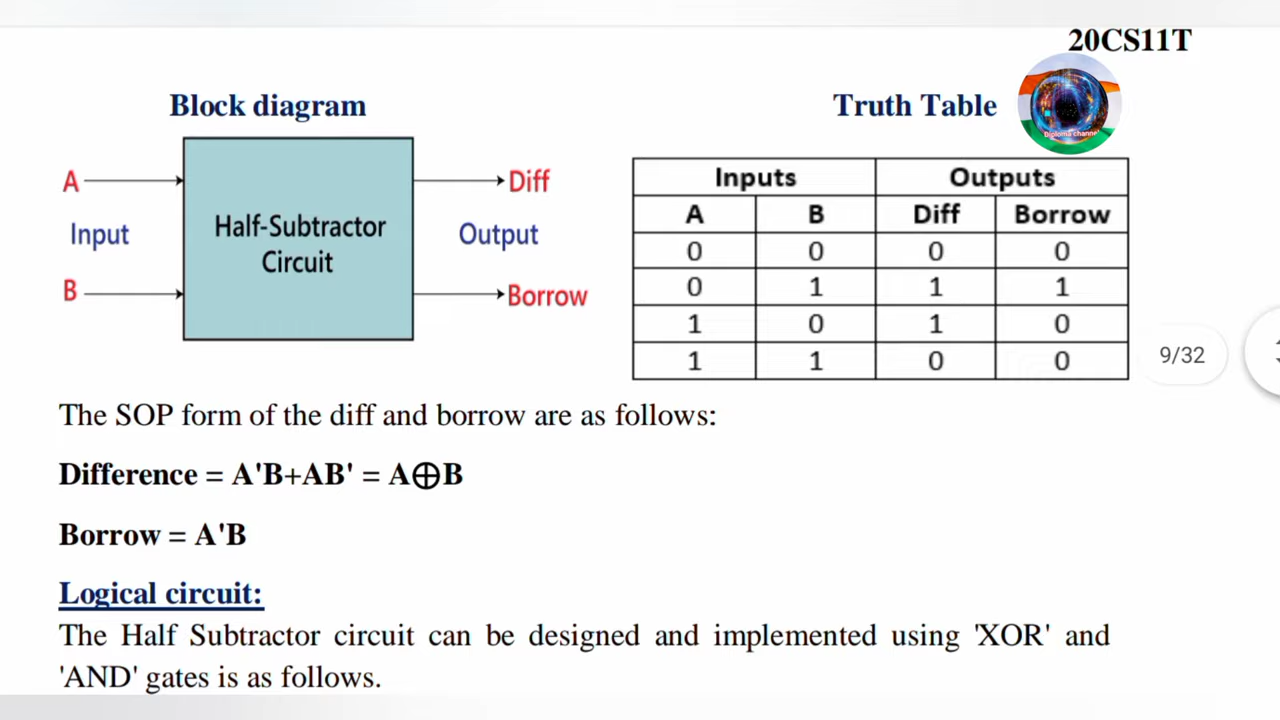 20CS11T
Block diagram
Truth Table
Diploma channel
A
Input
B
Half-Subtractor
Circuit
Diff
Output
Borrow
Inputs Outputs
A B Diff Borrow
0 0 0 0
0 1 1 1
1 0 1 0
1 1 0 0
9/32
The SOP form of the diff and borrow are as follows:
Difference = A'B+AB' = A⊕B
Borrow = A'B
Logical circuit:
The Half Subtractor circuit can be designed and implemented using 'XOR' and
'AND' gates is as follows.